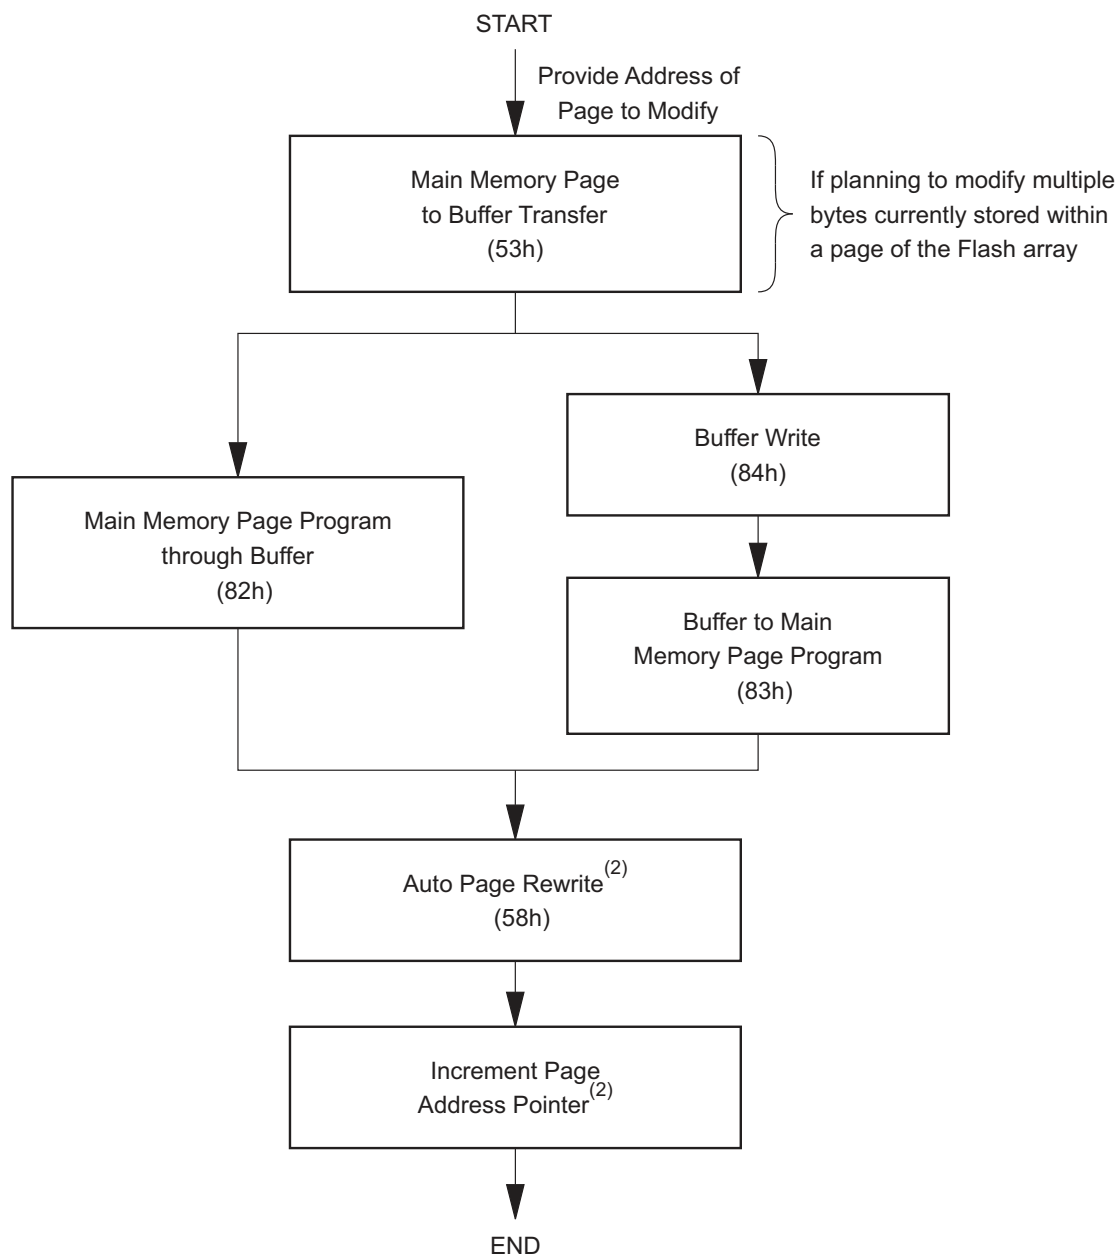 START
Provide Address of
Page to Modify
Main Memory Page
to Buffer Transfer
(53h)
If planning to modify multiple
bytes currently stored within
a page of the Flash array
Buffer Write
(84h)
Main Memory Page Program
through Buffer
(82h)
Buffer to Main
Memory Page Program
(83h)
Auto Page Rewrite(2)
(58h)
Increment Page
Address Pointer(2)
END